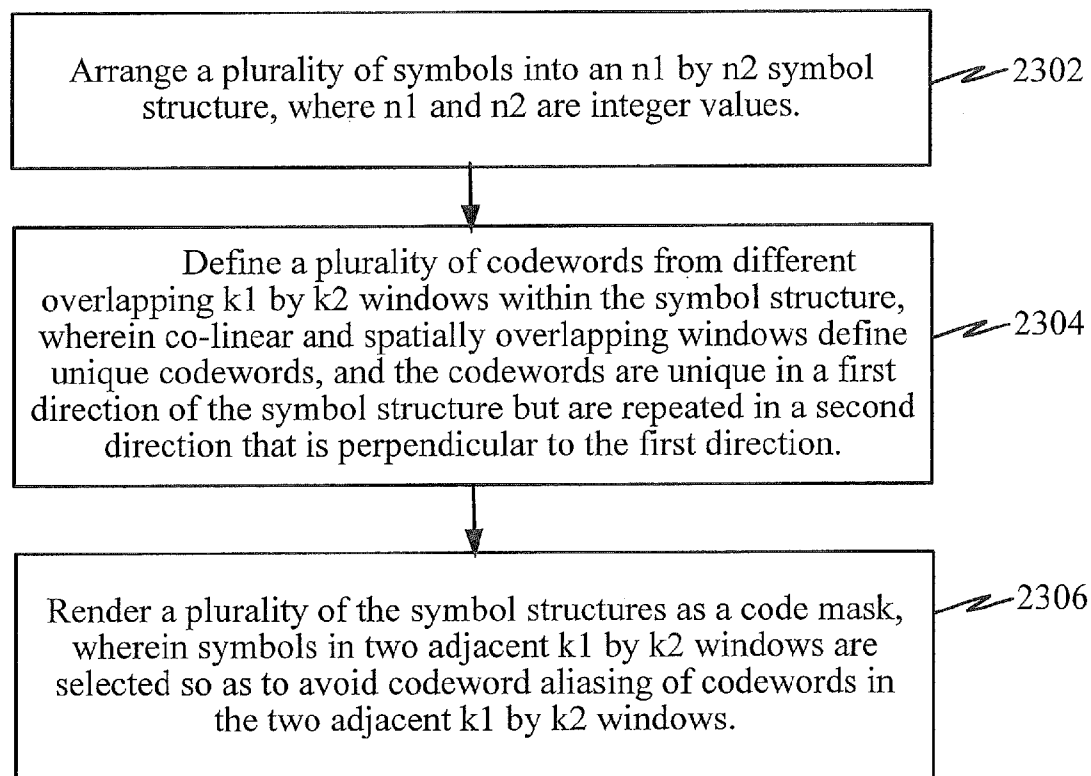 Arrange a plurality of symbols into an n1 by n2 symbol
structure, where n1 and n2 are integer values.
2302
Define a plurality of codewords from different
overlapping k1 by k2 windows within the symbol structure,
wherein co-linear and spatially overlapping windows define
unique codewords, and the codewords are unique in a first
direction of the symbol structure but are repeated in a second
direction that is perpendicular to the first direction.
2304
Render a plurality of the symbol structures as a code mask,
wherein symbols in two adjacent k1 by k2 windows are
selected so as to avoid codeword aliasing of codewords in
the two adjacent k1 by k2 windows.
2306